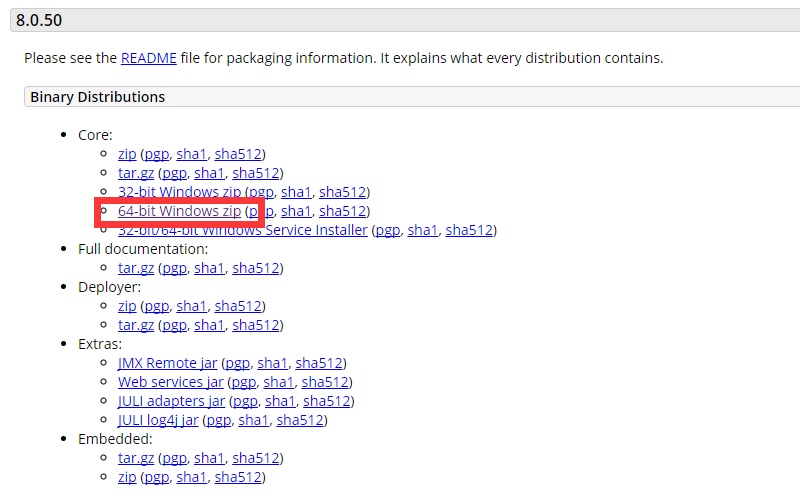 8.0.50
Please see the README file for packaging information. It explains what every distribution contains.
Binary Distributions
Core:
zip (pgp, sha1, sha512)
tar.gz (pgp, sha1, sha512)
32-bit Windows zip (pgp, sha1, sha512)
64-bit Windows zip (pgp, sha1, sha512)
32-bit/64-bit Windows Service Installer (pgp, sha1, sha512)
Full documentation:
tar.gz (pgp, sha1, sha512)
Deployer:
zip (pgp, sha1, sha512)
tar.gz (pgp, sha1, sha512)
Extras:
JMX Remote jar (pgp, sha1, sha512)
Web services jar (pgp, sha1, sha512)
JULI adapters jar (pgp, sha1, sha512)
JULI log4j jar (pgp, sha1, sha512)
Embedded:
tar.gz (pgp, sha1, sha512)
zip (pgp, sha1, sha512)